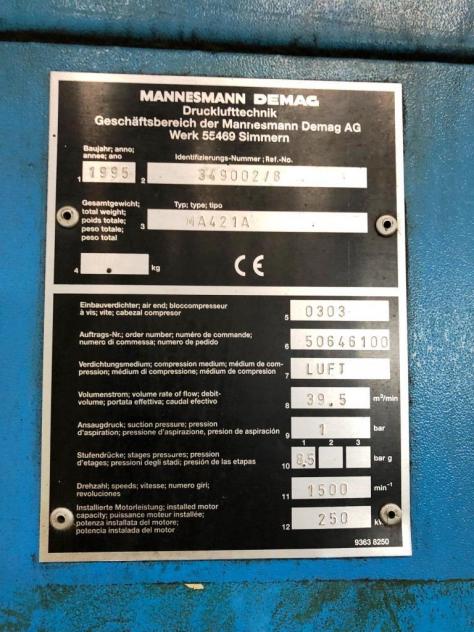 MANNESMANN DEMAG
Drucklufttechnik
Geschäftsbereich der Mannesmann Demag AG
Werk 55469 Simmern
Baujahr; anno;
annee; ano
Identifizierungs-Nummer ; Ref.-No.
1 1995 2 349002/8
Gesamtgewicht;
total weight;
poids totale;
peso totale;
peso total
Typ; type; tipo
3 MA421A
4 . kg
CE
Einbauverdichter; air end; bloccompresseur
à vis; vite; cabezal compresor
5 0303
Auftrags-Nr.; order number; numéro de commande;
numero di commessa; numero de pedido
6 50646100
Verdichtungsmedium; compression medium; médium de com-
pression; médium di compressione; médium de compresión
7 LUFT
Volumenstrom; volume rate of flow; debit-
volume; portata effettiva; caudal efectivo
8 39.5 m³/min
Ansaugdruck; suction pressure; pression
d'aspiration; pressione d'aspirazione, presion de aspiración
9 1 bar
1 2 3
Stufendrücke; stages pressures; pression
d'etages; pressioni degli stadi; presión de las etapas
10 8.5 bar g
Drehzahl; speeds; vitesse; numero giri;
revoluciones
11 1500 min⁻¹
Installierte Motorleistung; installed motor
capacity; puissance moteur installée;
potenza installata del motore;
potencia instalada del motor
12 250
9363 8250